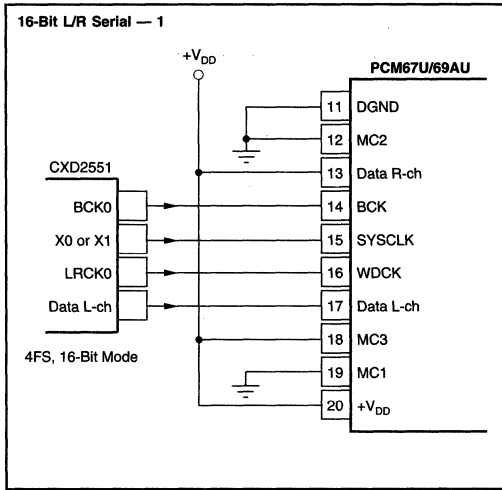 16-Bit L/R Serial — 1
+VDD
PCM67U/69AU
11 DGND
12 MC2
CXD2551
13 Data R-ch
BCK0
14 BCK
X0 or X1
15 SYSCLK
LRCK0
16 WDCK
Data L-ch
17 Data L-ch
4FS, 16-Bit Mode
18 MC3
19 MC1
20 +VDD